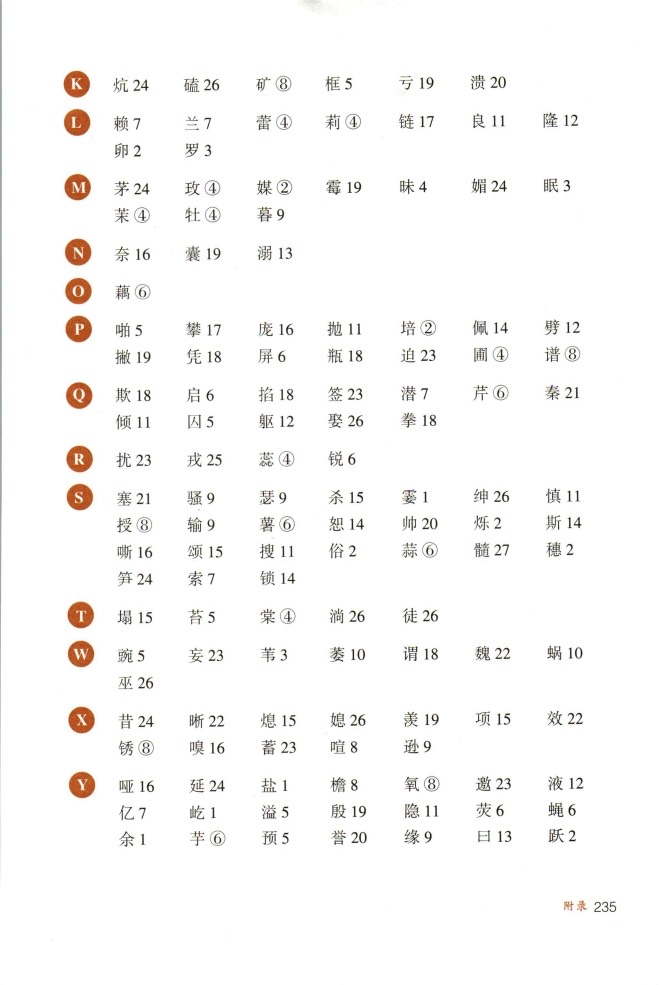 K 炕 24 磕 26 矿 ⑧ 框 5 亏 19 溃 20
L 赖 7 兰 7 蕾 ④ 莉 ④ 链 17 良 11 隆 12
卵 2 罗 3
M 茅 24 玫 ④ 媒 ② 霉 19 昧 4 媚 24 眠 3
茉 ④ 牡 ④ 暮 9
N 奈 16 囊 19 溺 13
O 藕 ⑥
P 啪 5 攀 17 庞 16 抛 11 培 ② 佩 14 劈 12
撇 19 凭 18 屏 6 瓶 18 迫 23 圃 ④ 谱 ⑧
Q 欺 18 启 6 掐 18 签 23 潜 7 芹 ⑥ 秦 21
倾 11 囚 5 躯 12 娶 26 拳 18
R 扰 23 戎 25 蕊 ④ 锐 6
S 塞 21 骚 9 瑟 9 杀 15 霎 1 绅 26 慎 11
授 ⑧ 输 9 薯 ⑥ 恕 14 帅 20 烁 2 斯 14
嘶 16 颂 15 搜 11 俗 2 蒜 ⑥ 髓 27 穗 2
笋 24 索 7 锁 14
T 塌 15 苔 5 棠 ④ 淌 26 徒 26
W 豌 5 妄 23 苇 3 萎 10 谓 18 魏 22 蜗 10
巫 26
X 昔 24 晰 22 熄 15 媳 26 羡 19 项 15 效 22
锈 ⑧ 嗅 16 蓄 23 喧 8 逊 9
Y 哑 16 延 24 盐 1 檐 8 氧 ⑧ 邀 23 液 12
亿 7 屹 1 溢 5 殷 19 隐 11 荧 6 蝇 6
余 1 芋 ⑥ 预 5 誉 20 缘 9 曰 13 跃 2
附录 235